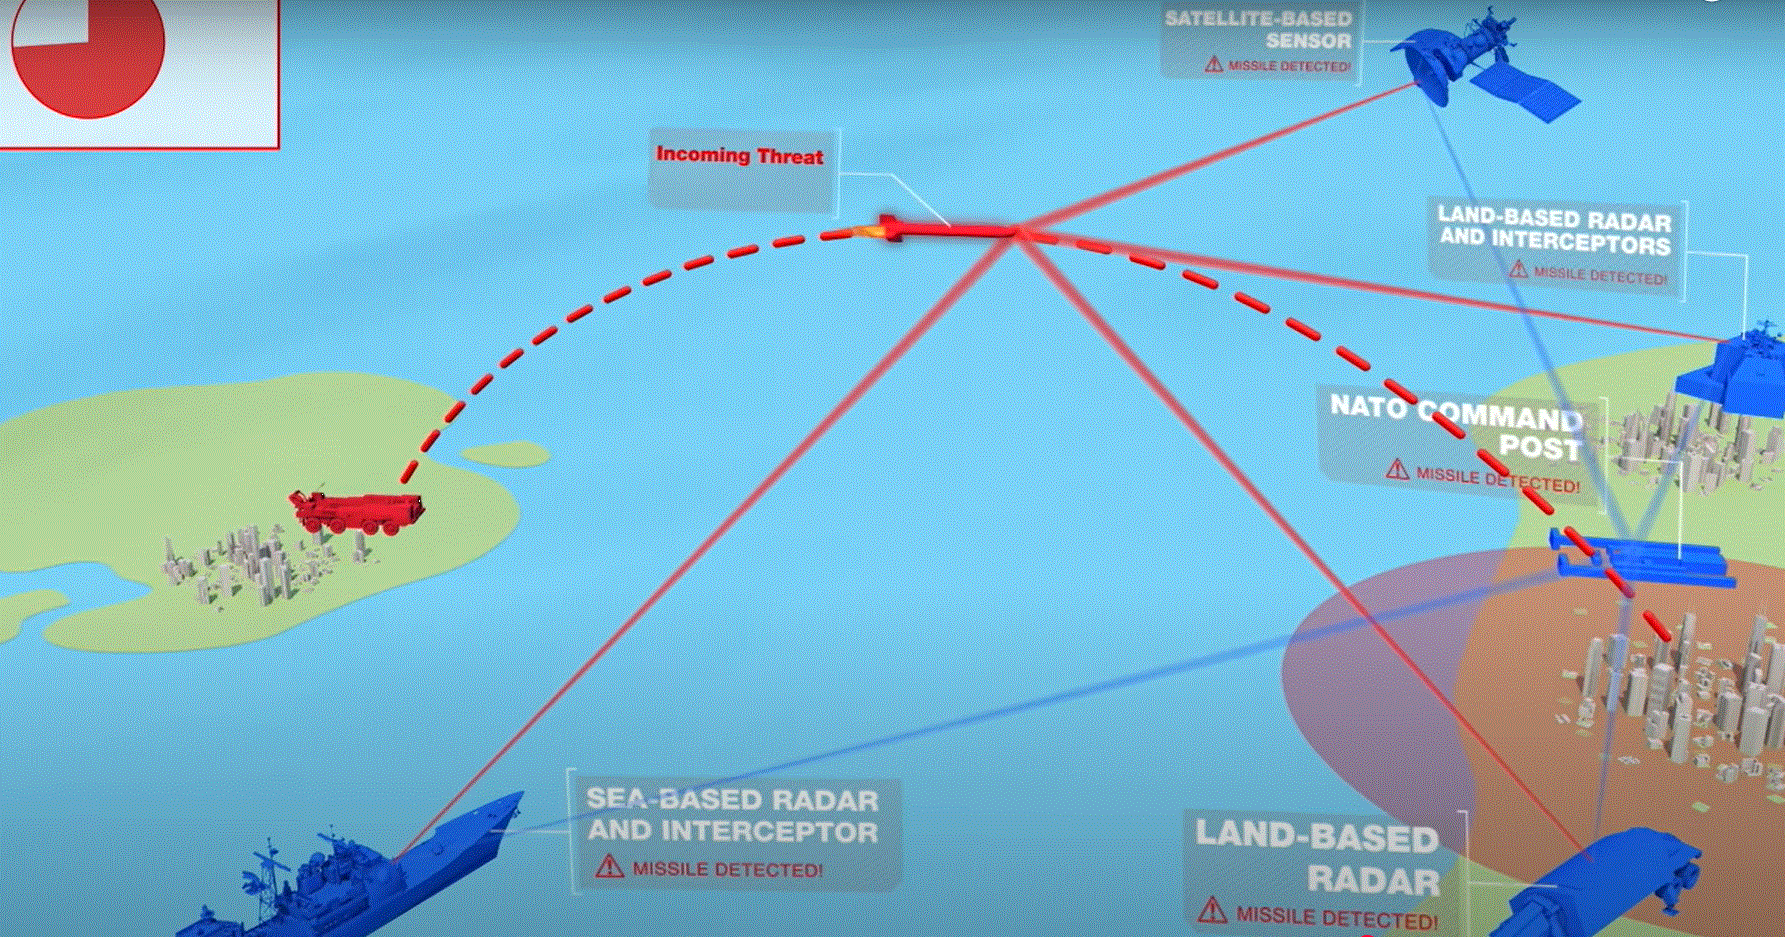 SATELLITE-BASED
SENSOR
MISSILE DETECTED!
Incoming Threat
LAND-BASED RADAR
AND INTERCEPTORS
MISSILE DETECTED!
NATO COMMAND
POST
MISSILE DETECTED!
SEA-BASED RADAR
AND INTERCEPTOR
MISSILE DETECTED!
LAND-BASED
RADAR
MISSILE DETECTED!